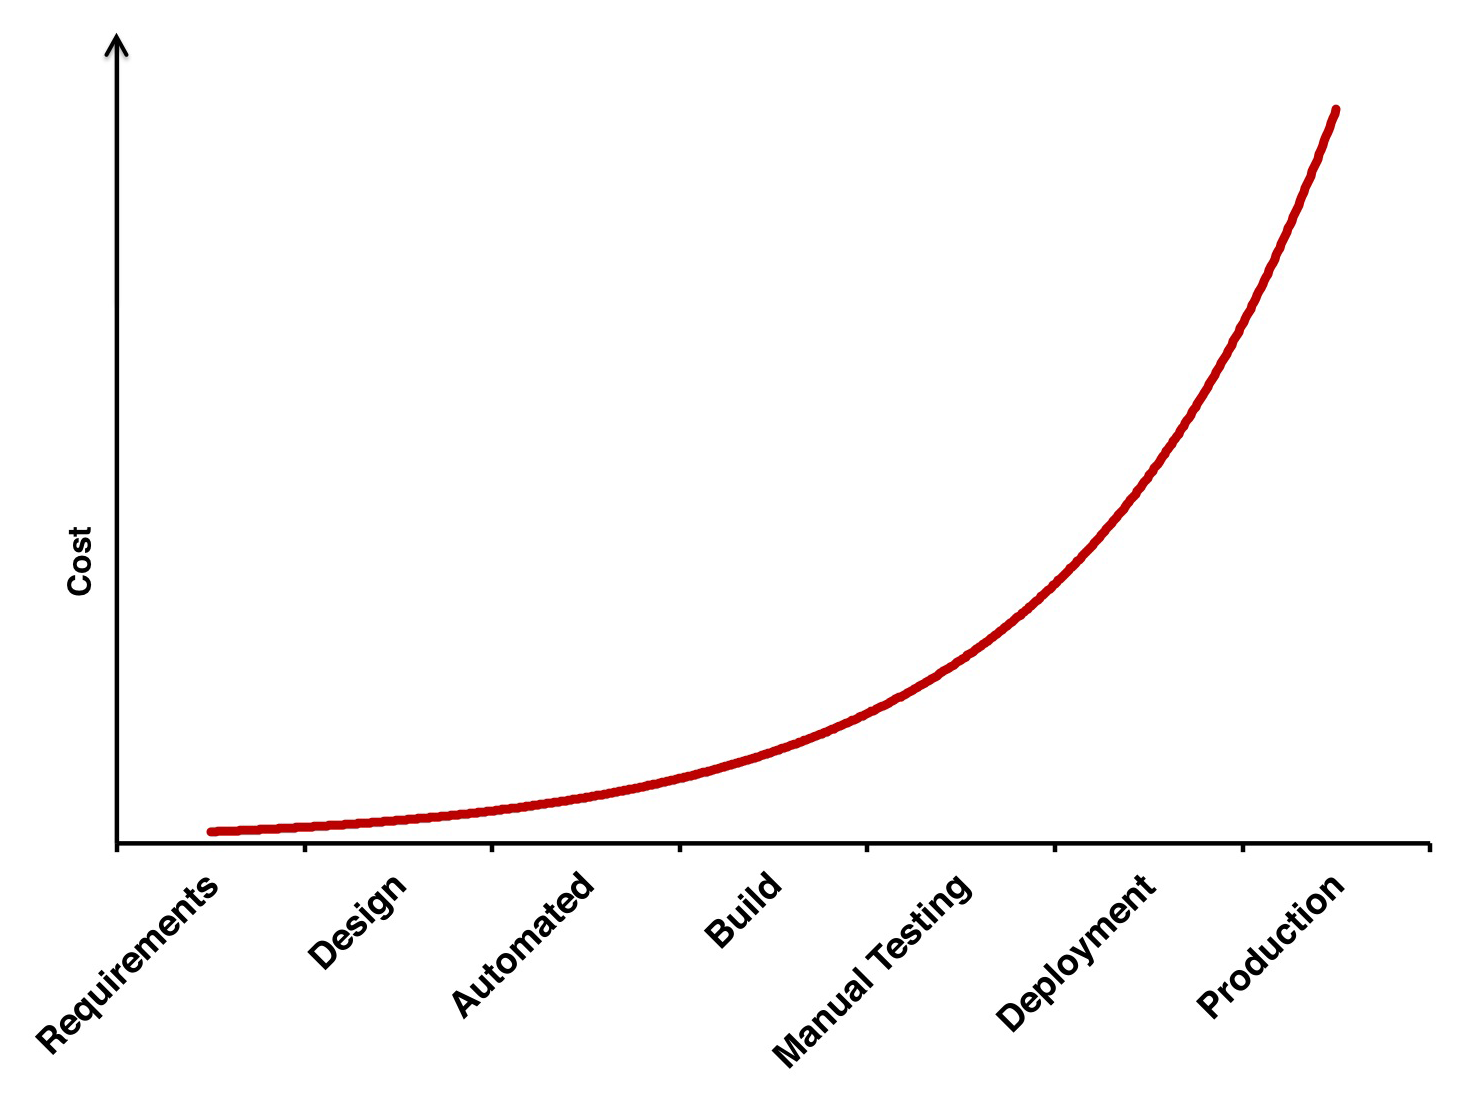 Cost
Requirements
Design
Automated
Build
Manual Testing
Deployment
Production